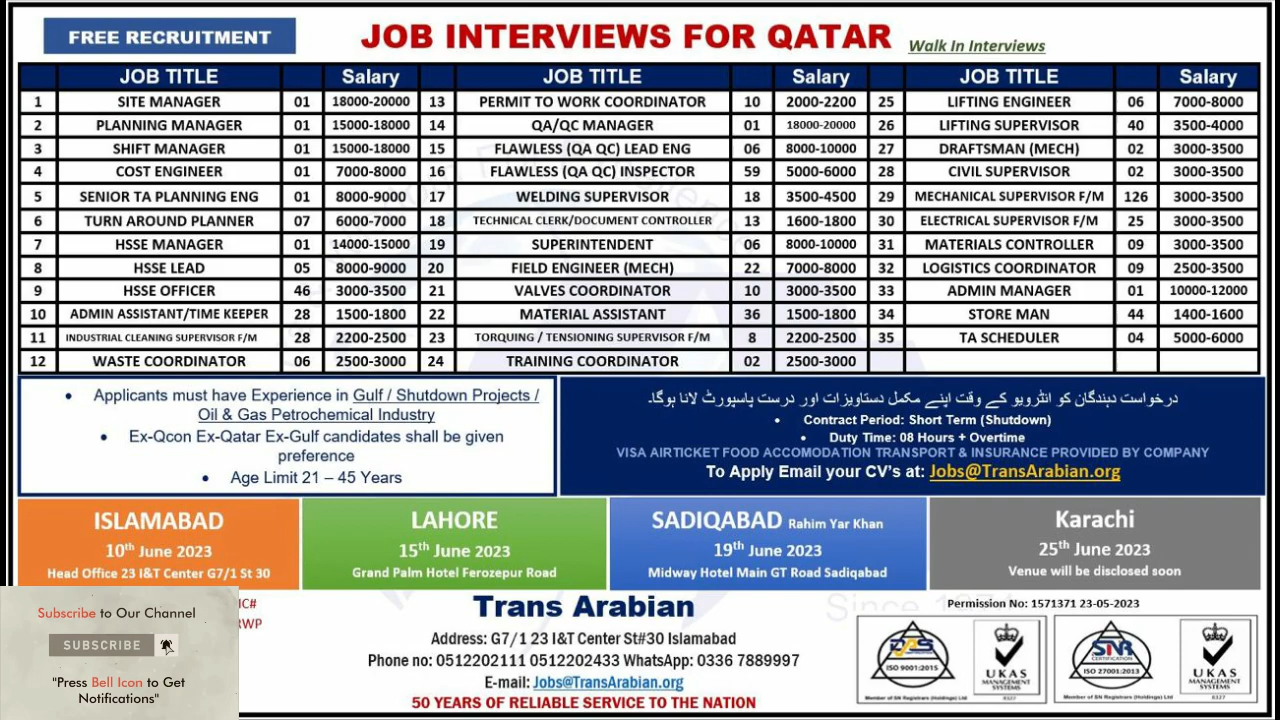 FREE RECRUITMENT
JOB INTERVIEWS FOR QATAR
Walk In Interviews
JOB TITLE Salary JOB TITLE Salary JOB TITLE Salary
1 SITE MANAGER 01 18000-20000 13 PERMIT TO WORK COORDINATOR 10 2000-2200 25 LIFTING ENGINEER 06 7000-8000
2 PLANNING MANAGER 01 15000-18000 14 QA/QC MANAGER 01 18000-20000 26 LIFTING SUPERVISOR 40 3500-4000
3 SHIFT MANAGER 01 15000-18000 15 FLAWLESS (QA QC) LEAD ENG 06 8000-10000 27 DRAFTSMAN (MECH) 02 3000-3500
4 COST ENGINEER 01 7000-8000 16 FLAWLESS (QA QC) INSPECTOR 59 5000-6000 28 CIVIL SUPERVISOR 02 3000-3500
5 SENIOR TA PLANNING ENG 01 8000-9000 17 WELDING SUPERVISOR 18 3500-4500 29 MECHANICAL SUPERVISOR F/M 126 3000-3500
6 TURN AROUND PLANNER 07 6000-7000 18 TECHNICAL CLERK/DOCUMENT CONTROLLER 13 1600-1800 30 ELECTRICAL SUPERVISOR F/M 25 3000-3500
7 HSSE MANAGER 01 14000-15000 19 SUPERINTENDENT 06 8000-10000 31 MATERIALS CONTROLLER 09 3000-3500
8 HSSE LEAD 05 8000-9000 20 FIELD ENGINEER (MECH) 22 7000-8000 32 LOGISTICS COORDINATOR 09 2500-3500
9 HSSE OFFICER 46 3000-3500 21 VALVES COORDINATOR 10 3000-3500 33 ADMIN MANAGER 01 10000-12000
10 ADMIN ASSISTANT/TIME KEEPER 28 1500-1800 22 MATERIAL ASSISTANT 36 1500-1800 34 STORE MAN 44 1400-1600
11 INDUSTRIAL CLEANING SUPERVISOR F/M 28 2200-2500 23 TORQUING / TENSIONING SUPERVISOR F/M 8 2200-2500 35 TA SCHEDULER 04 5000-6000
12 WASTE COORDINATOR 06 2500-3000 24 TRAINING COORDINATOR 02 2500-3000
• Applicants must have Experience in Gulf / Shutdown Projects /
Oil & Gas Petrochemical Industry
• Ex-Qcon Ex-Qatar Ex-Gulf candidates shall be given
preference
• Age Limit 21 – 45 Years
درخواست دہندگان کو انٹرویو کے وقت اپنے مکمل دستاویزات اور درست پاسپورٹ لانا ہوگا۔
• Contract Period: Short Term (Shutdown)
• Duty Time: 08 Hours + Overtime
VISA AIRTICKET FOOD ACCOMODATION TRANSPORT & INSURANCE PROVIDED BY COMPANY
To Apply Email your CV's at: Jobs@TransArabian.org
ISLAMABAD
10th June 2023
Head Office 23 I&T Center G7/1 St 30
LAHORE
15th June 2023
Grand Palm Hotel Ferozepur Road
SADIQABAD Rahim Yar Khan
19th June 2023
Midway Hotel Main GT Road Sadiqabad
Karachi
25th June 2023
Venue will be disclosed soon
Subscribe to Our Channel
SUBSCRIBE
"Press Bell Icon to Get
Notifications"
Trans Arabian
Address: G7/1 23 I&T Center St#30 Islamabad
Phone no: 0512202111 0512202433 WhatsApp: 0336 7889997
E-mail: Jobs@TransArabian.org
50 YEARS OF RELIABLE SERVICE TO THE NATION
Since
Permission No: 1571371 23-05-2023
ISO 9001:2015
Member of SN Registrars (Holdings) Ltd
UKAS
MANAGEMENT
SYSTEMS
SNR
CERTIFICATION
ISO 27001:2013
Member of SN Registrars (Holdings) Ltd
UKAS
MANAGEMENT
SYSTEMS